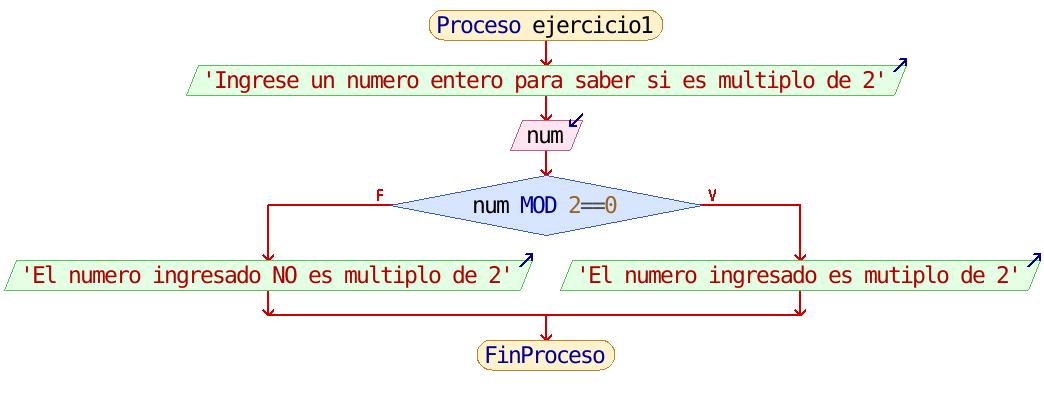 Proceso ejercicio1
'Ingrese un numero entero para saber si es multiplo de 2'
num
F
V
num MOD 2==0
'El numero ingresado NO es multiplo de 2'
'El numero ingresado es mutiplo de 2'
FinProceso